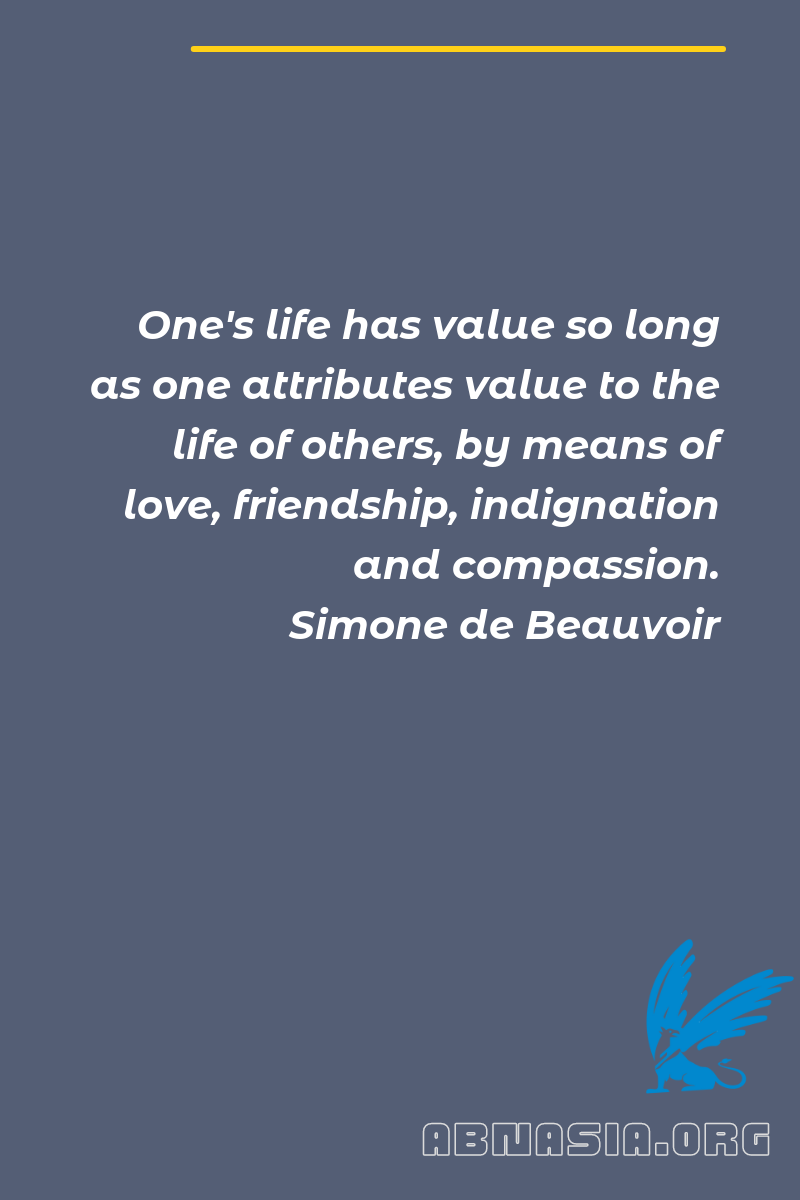 One's life has value so long
as one attributes value to the
life of others, by means of
love, friendship, indignation
and compassion.
Simone de Beauvoir
ABNASIA.ORG